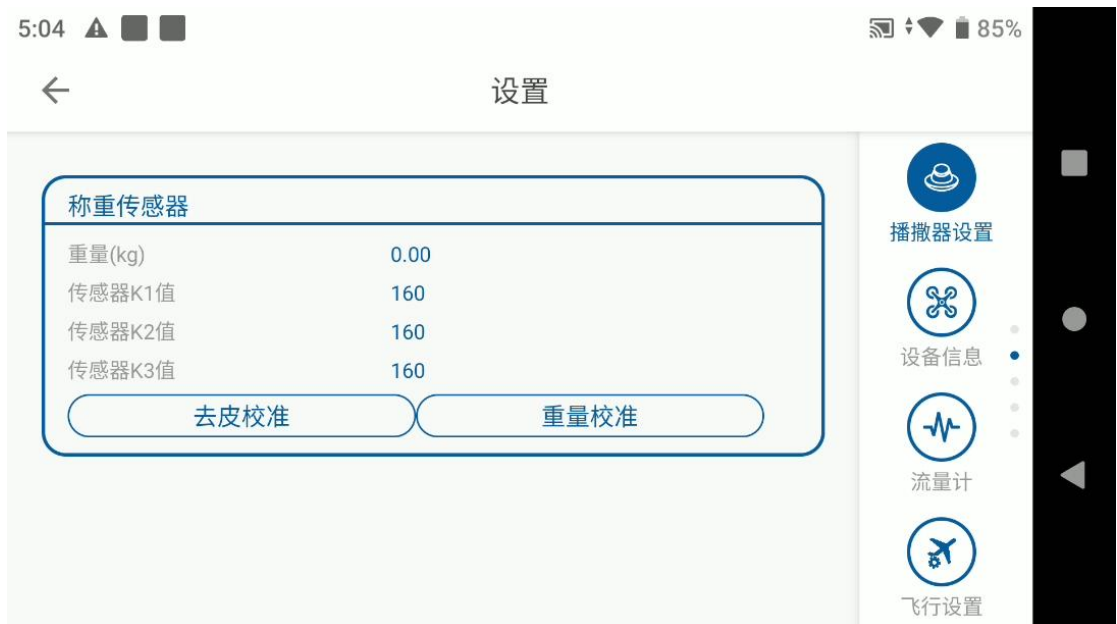 5:04 85%
设置
称重传感器
重量(kg) 0.00
传感器K1值 160
传感器K2值 160
传感器K3值 160
去皮校准 重量校准
播撒器设置
设备信息
流量计
飞行设置